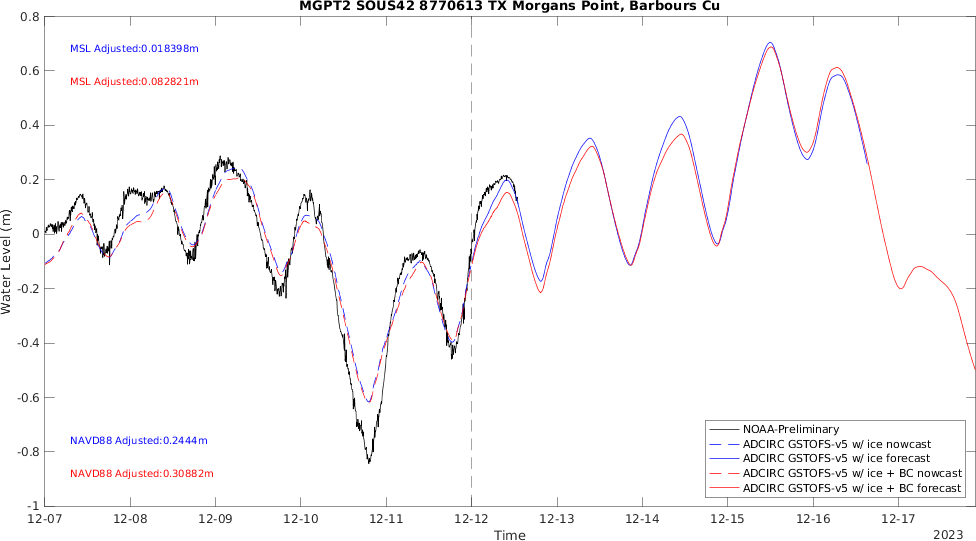 MGPT2 SOUS42 8770613 TX Morgans Point, Barbours Cu
MSL Adjusted:0.018398m
MSL Adjusted:0.082821m
NAVD88 Adjusted:0.2444m
NAVD88 Adjusted:0.30882m
Water Level (m)
0.8
0.6
0.4
0.2
0
-0.2
-0.4
-0.6
-0.8
-1
NOAA-Preliminary
ADCIRC GSTOFS-v5 w/ ice nowcast
ADCIRC GSTOFS-v5 w/ ice forecast
ADCIRC GSTOFS-v5 w/ ice + BC nowcast
ADCIRC GSTOFS-v5 w/ ice + BC forecast
12-07 12-08 12-09 12-10 12-11 12-12 12-13 12-14 12-15 12-16 12-17
Time
2023